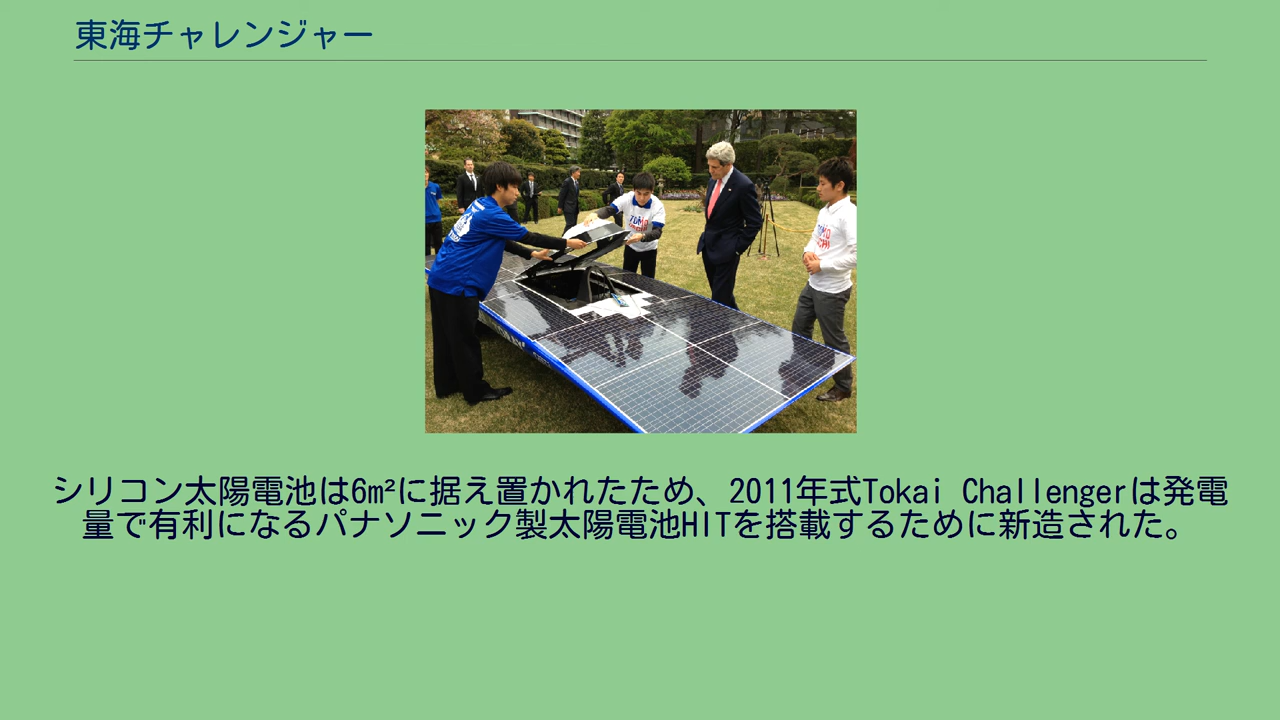 東海チャレンジャー
シリコン太陽電池は6m²に据え置かれたため、2011年式Tokai Challengerは発電
量で有利になるパナソニック製太陽電池HITを搭載するために新造された。